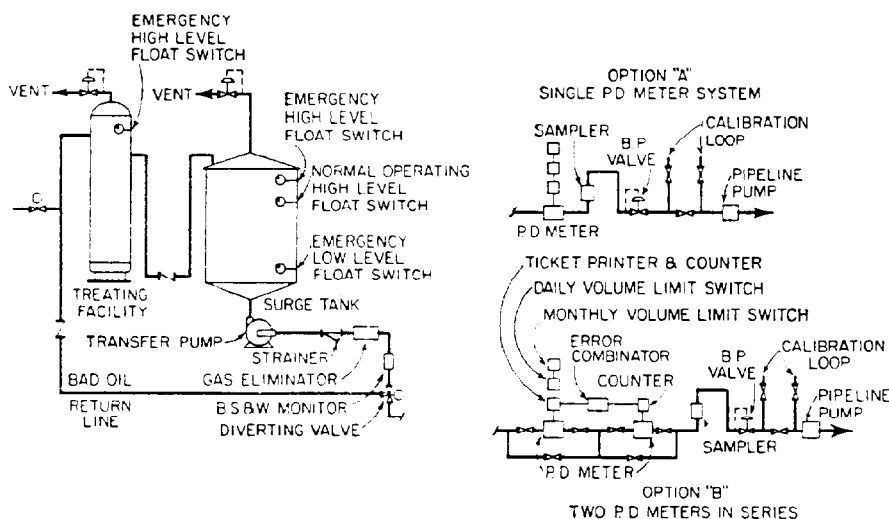 EMERGENCY
HIGH LEVEL
FLOAT SWITCH
VENT
VENT
EMERGENCY
HIGH LEVEL
FLOAT SWITCH
NORMAL OPERATING
HIGH LEVEL
FLOAT SWITCH
EMERGENCY
LOW LEVEL
FLOAT SWITCH
TREATING
FACILITY
SURGE TANK
TRANSFER PUMP
STRAINER
GAS ELIMINATOR
BAD OIL
RETURN
LINE
B.S.&W. MONITOR
DIVERTING VALVE
OPTION "A"
SINGLE P.D. METER SYSTEM
SAMPLER
B.P.
VALVE
CALIBRATION
LOOP
PIPELINE
PUMP
P.D. METER
TICKET PRINTER & COUNTER
DAILY VOLUME LIMIT SWITCH
MONTHLY VOLUME LIMIT SWITCH
ERROR
COMBINATOR
COUNTER
B.P.
VALVE
CALIBRATION
LOOP
PIPELINE
PUMP
P.D. METER
SAMPLER
OPTION "B"
TWO P.D. METERS IN SERIES